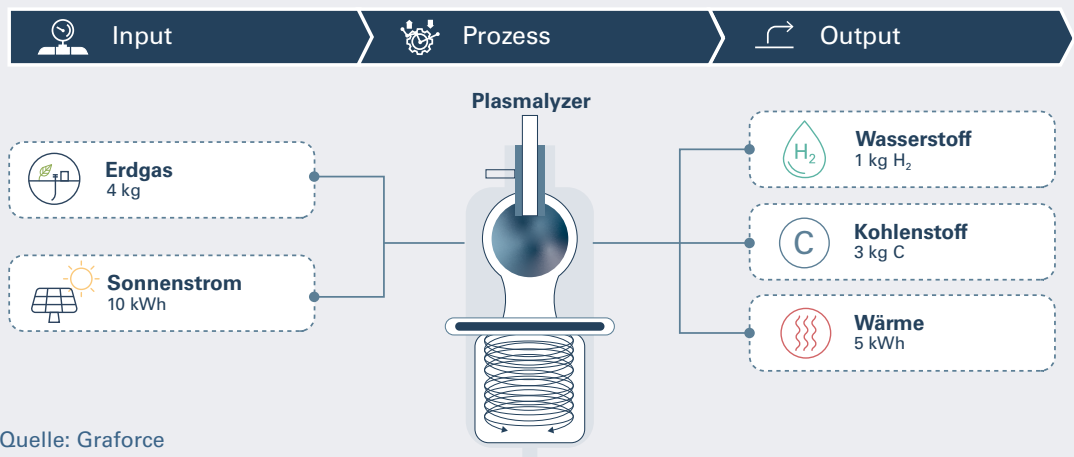 Input
Prozess
Output
Plasmalyzer
Erdgas
4 kg
Sonnenstrom
10 kWh
H₂
Wasserstoff
1 kg H₂
C
Kohlenstoff
3 kg C
Wärme
5 kWh
Quelle: Graforce